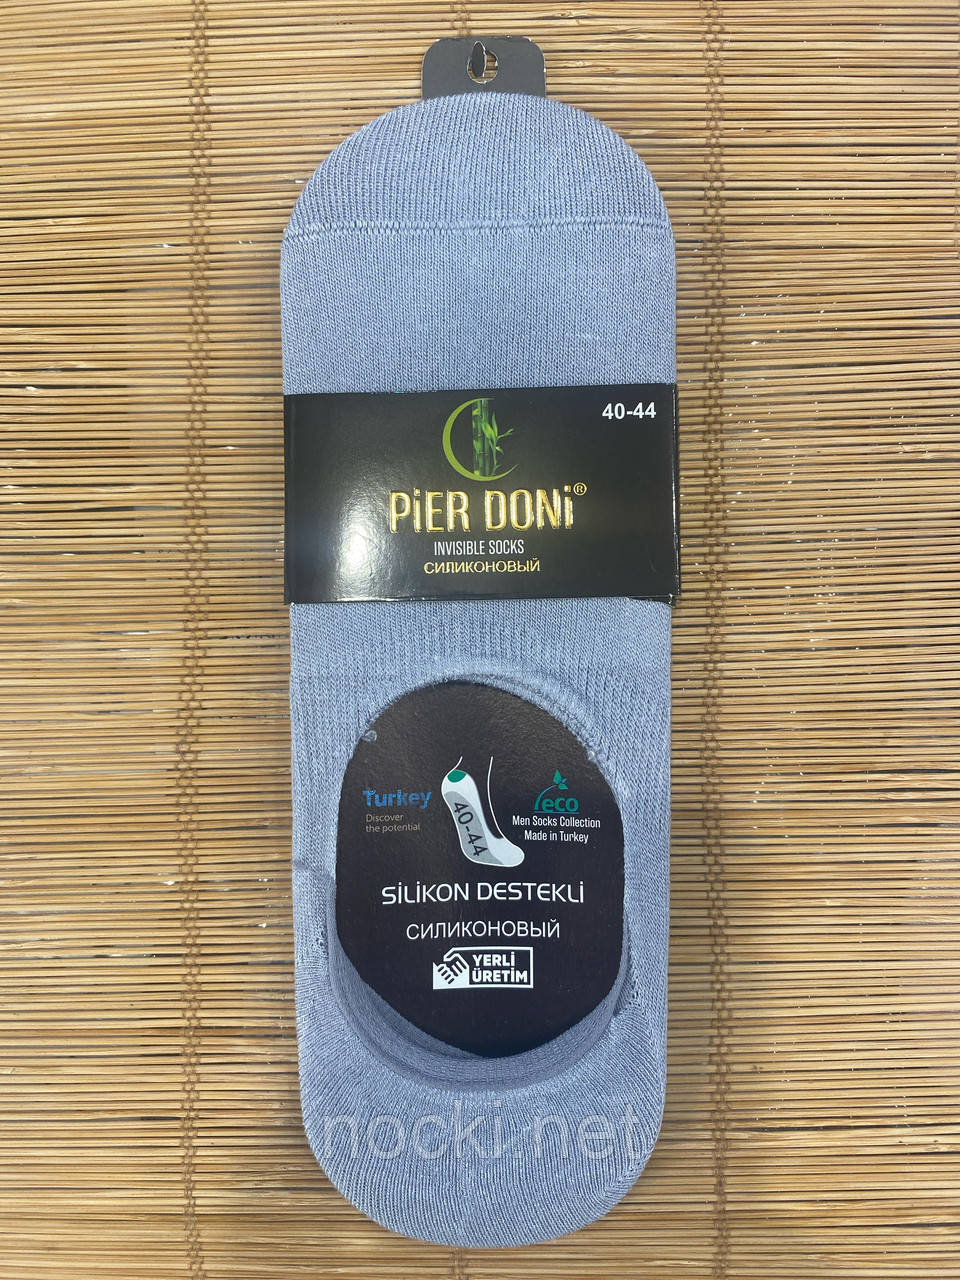 40-44
PiER DONi®
INVISIBLE SOCKS
СИЛИКОНОВЫЙ
Turkey
Discover
the potential
40-44
eco
Men Socks Collection
Made in Turkey
SİLİKON DESTEKLİ
СИЛИКОНОВЫЙ
YERLİ
ÜRETİM
nocki.net